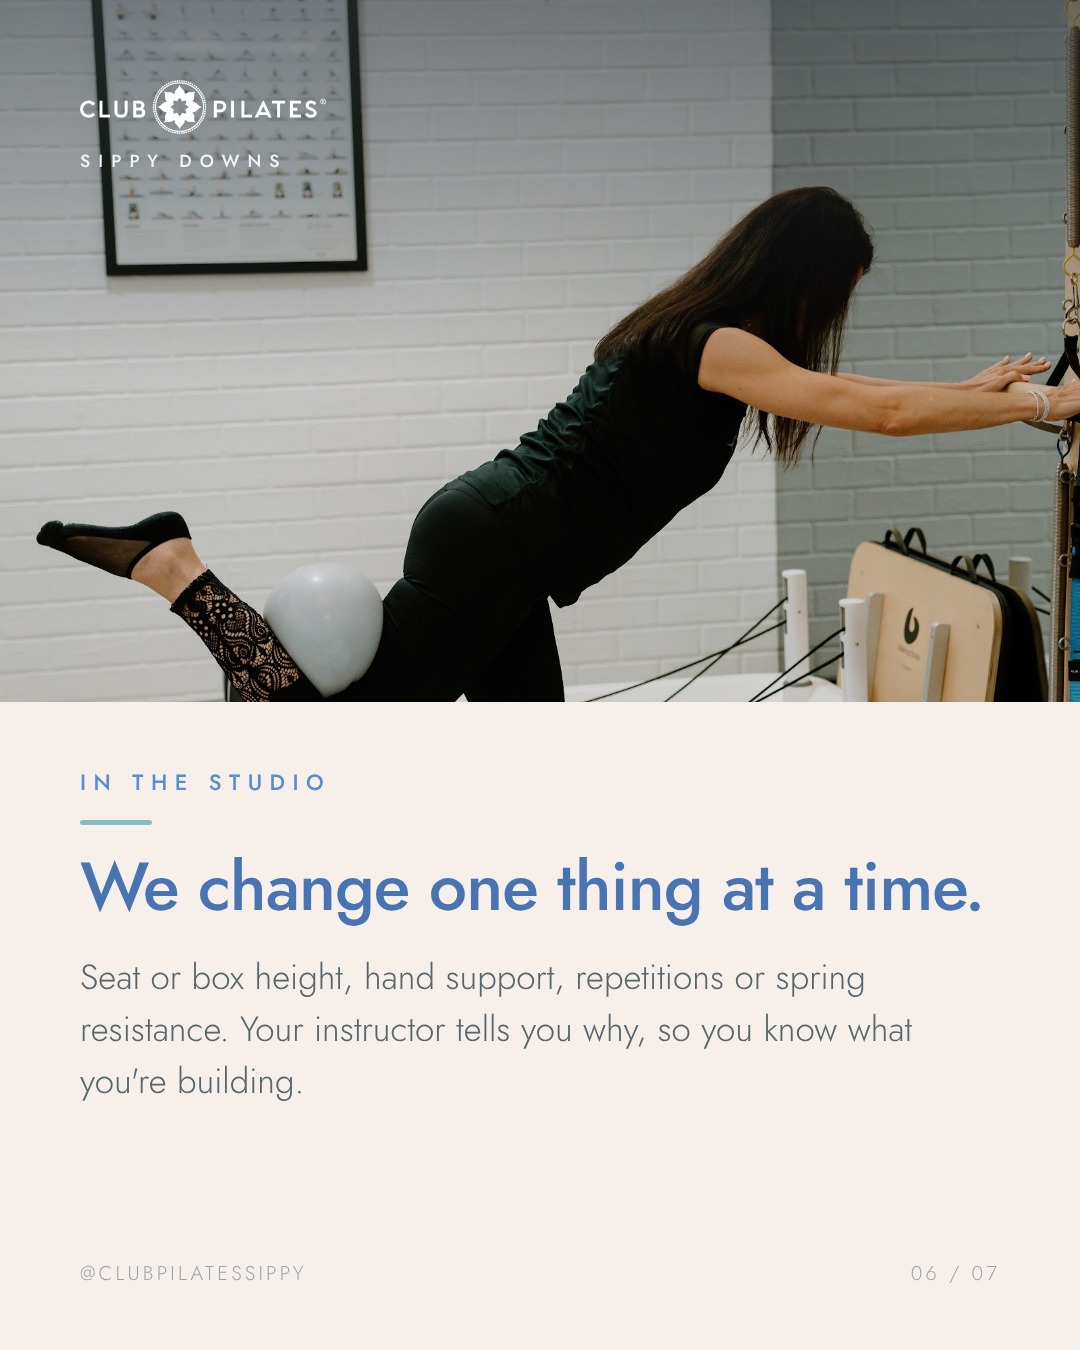 CLUB PILATES®
SIPPY DOWNS
IN THE STUDIO
We change one thing at a time.
Seat or box height, hand support, repetitions or spring
resistance. Your instructor tells you why, so you know what
you're building.
@CLUBPILATESSIPPY
06 / 07